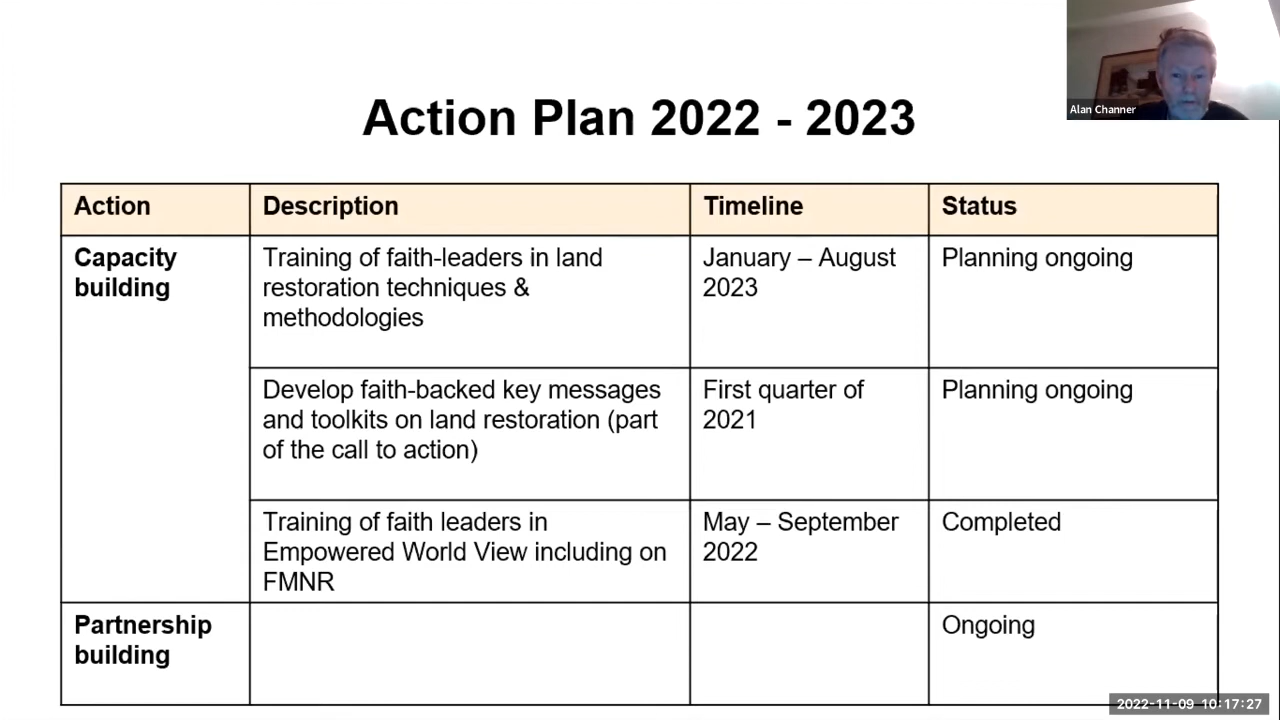 Alan Channer
Action Plan 2022 - 2023
Action
Description
Timeline
Status
Capacity
building
Training of faith-leaders in land
restoration techniques &
methodologies
January – August
2023
Planning ongoing
Develop faith-backed key messages
and toolkits on land restoration (part
of the call to action)
First quarter of
2021
Planning ongoing
Training of faith leaders in
Empowered World View including on
FMNR
May – September
2022
Completed
Partnership
building
Ongoing
2022-11-09 10:17:27